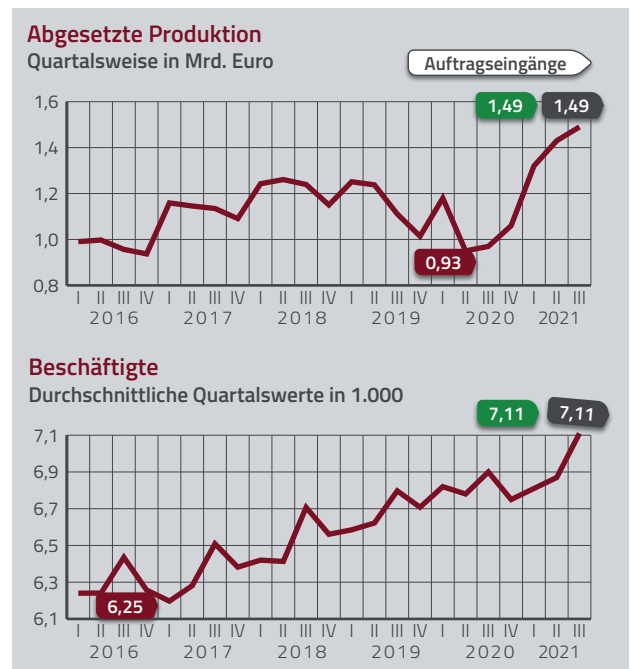 Abgesetzte Produktion
Quartalsweise in Mrd. Euro
Auftragseingänge
1,6
1,49
1,49
1,4
1,2
1,0
0,93
0,8
I II III IV I II III IV I II III IV I II III IV I II III IV I II III
2016 2017 2018 2019 2020 2021
Beschäftigte
Durchschnittliche Quartalswerte in 1.000
7,11
7,11
7,1
6,9
6,7
6,5
6,3
6,25
6,1
I II III IV I II III IV I II III IV I II III IV I II III IV I II III
2016 2017 2018 2019 2020 2021